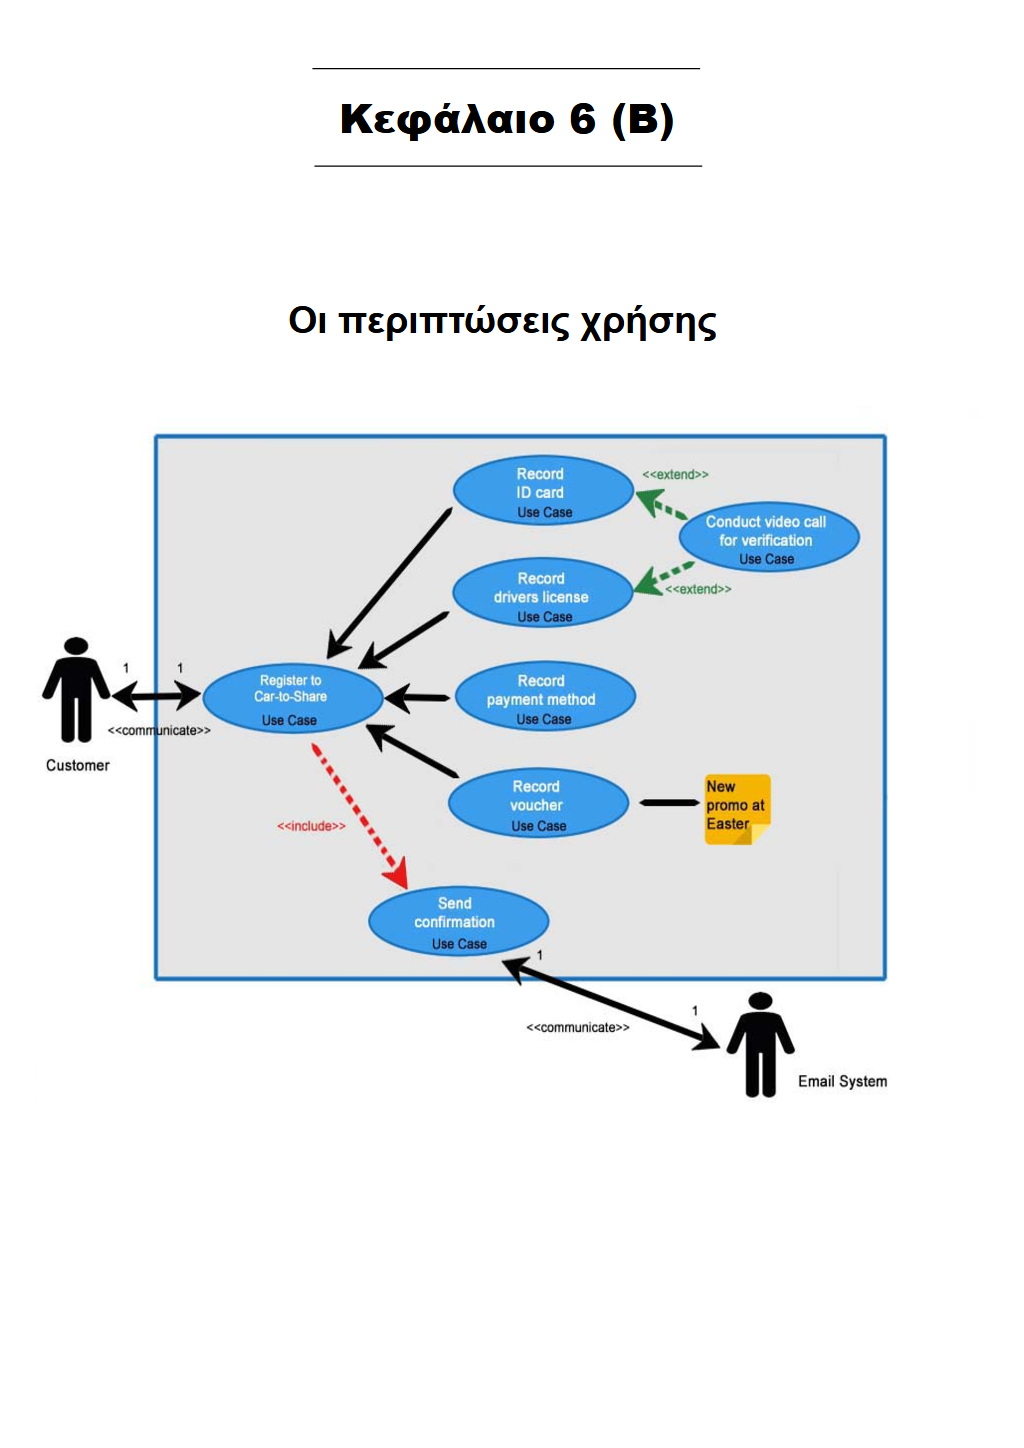 Κεφάλαιο 6 (Β)
Οι περιπτώσεις χρήσης
Record
ID card
Use Case
<<extend>>
Conduct video call
for verification
Use Case
Record
drivers license
Use Case
<<extend>>
1
1
<<communicate>>
Customer
Register to
Car-to-Share
Use Case
Record
payment method
Use Case
Record
voucher
Use Case
New
promo at
Easter
<<include>>
Send
confirmation
Use Case
1
1
<<communicate>>
Email System